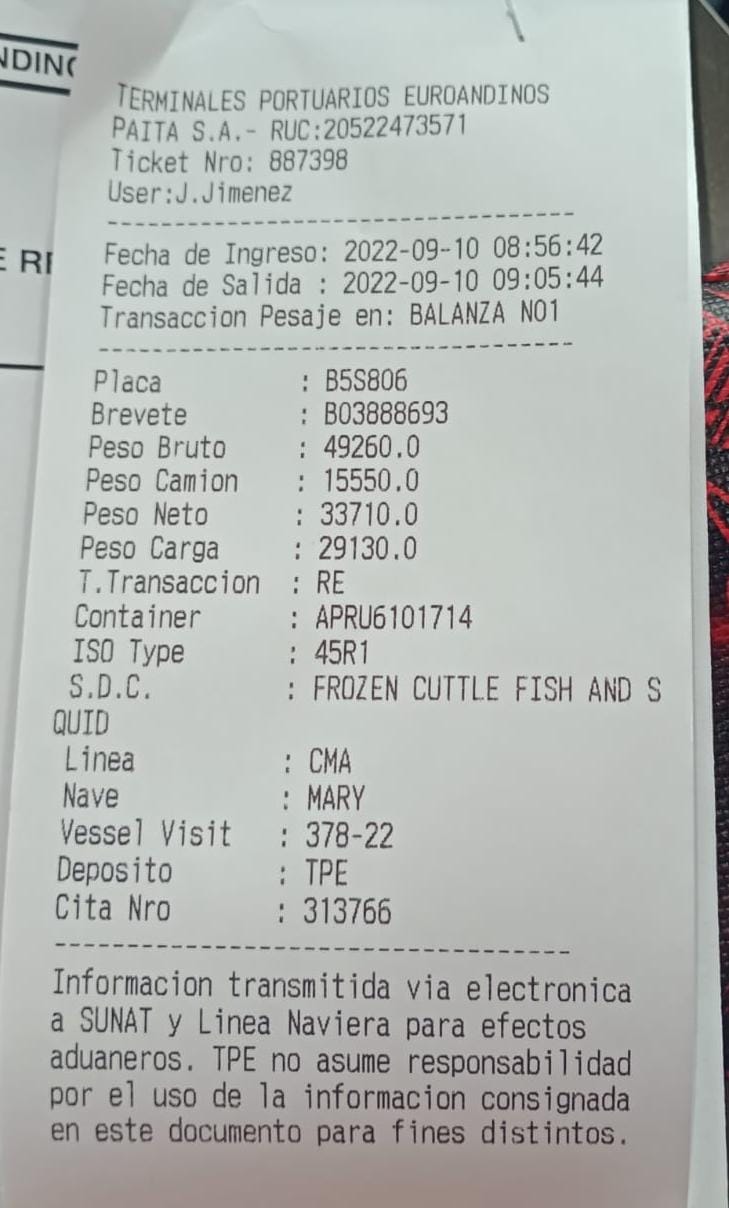 NDING
E RE
TERMINALES PORTUARIOS EUROANDINOS
PAITA S.A.- RUC:20522473571
Ticket Nro: 887398
User:J.Jimenez
---------------------------------
Fecha de Ingreso: 2022-09-10 08:56:42
Fecha de Salida : 2022-09-10 09:05:44
Transaccion Pesaje en: BALANZA NO1
---------------------------------
Placa : B5S806
Brevete : B03888693
Peso Bruto : 49260.0
Peso Camion : 15550.0
Peso Neto : 33710.0
Peso Carga : 29130.0
T.Transaccion : RE
Container : APRU6101714
ISO Type : 45R1
S.D.C. : FROZEN CUTTLE FISH AND S
QUID
Linea : CMA
Nave : MARY
Vessel Visit : 378-22
Deposito : TPE
Cita Nro : 313766
---------------------------------
Informacion transmitida via electronica
a SUNAT y Linea Naviera para efectos
aduaneros. TPE no asume responsabilidad
por el uso de la informacion consignada
en este documento para fines distintos.